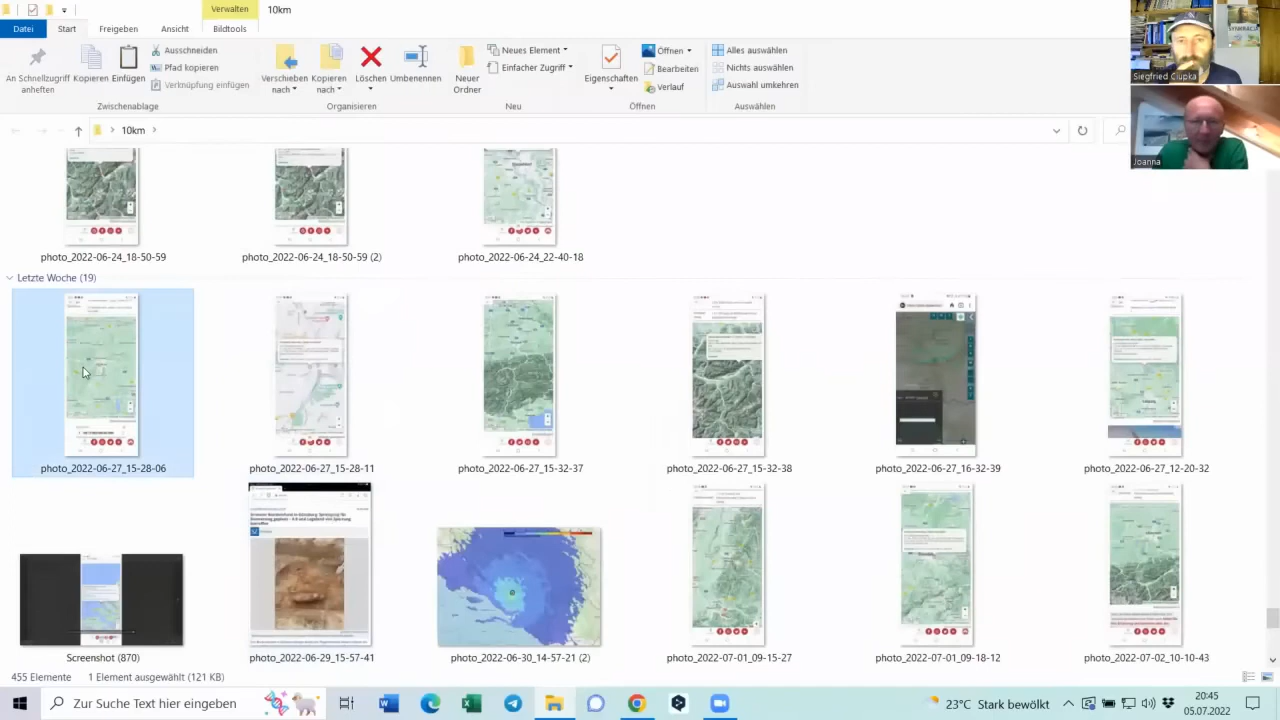 Verwalten
10km
Datei
Start
Freigeben
Ansicht
Bildtools
An Schnellzugriff anheften
Kopieren
Einfügen
Ausschneiden
Pfad kopieren
Verknüpfung einfügen
Zwischenablage
Verschieben nach
Kopieren nach
Löschen
Umbenennen
Organisieren
Neuer Ordner
Neues Element
Einfacher Zugriff
Neu
Eigenschaften
Öffnen
Bearbeiten
Verlauf
Öffnen
Alles auswählen
Nichts auswählen
Auswahl umkehren
Auswählen
Siegfried Ciupka
Joanna
10km
photo_2022-06-24_18-50-59
photo_2022-06-24_18-50-59 (2)
photo_2022-06-24_22-40-18
Letzte Woche (19)
photo_2022-06-27_15-28-06
photo_2022-06-27_15-28-11
photo_2022-06-27_15-32-37
photo_2022-06-27_15-32-38
photo_2022-06-27_16-32-39
photo_2022-06-27_12-20-32
Screenshot (870)
photo_2022-06-29_15-57-41
photo_2022-06-30_14-57-21 (2)
photo_2022-07-01_09-15-27
photo_2022-07-01_09-18-12
photo_2022-07-02_10-10-43
455 Elemente
1 Element ausgewählt (121 KB)
Zur Suche Text hier eingeben
23°C Stark bewölkt
20:45
05.07.2022